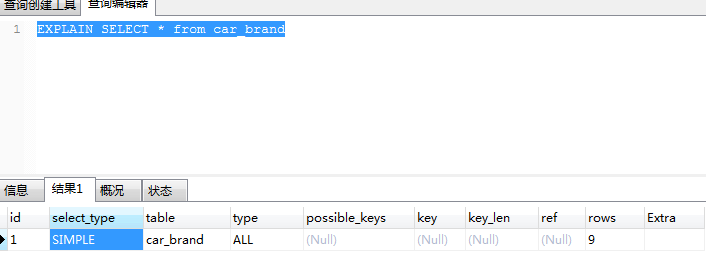 查询创建工具 查询编辑器
1 EXPLAIN SELECT * from car_brand
信息 结果1 概况 状态
id select_type table type possible_keys key key_len ref rows Extra
1 SIMPLE car_brand ALL (Null) (Null) (Null) (Null) 9